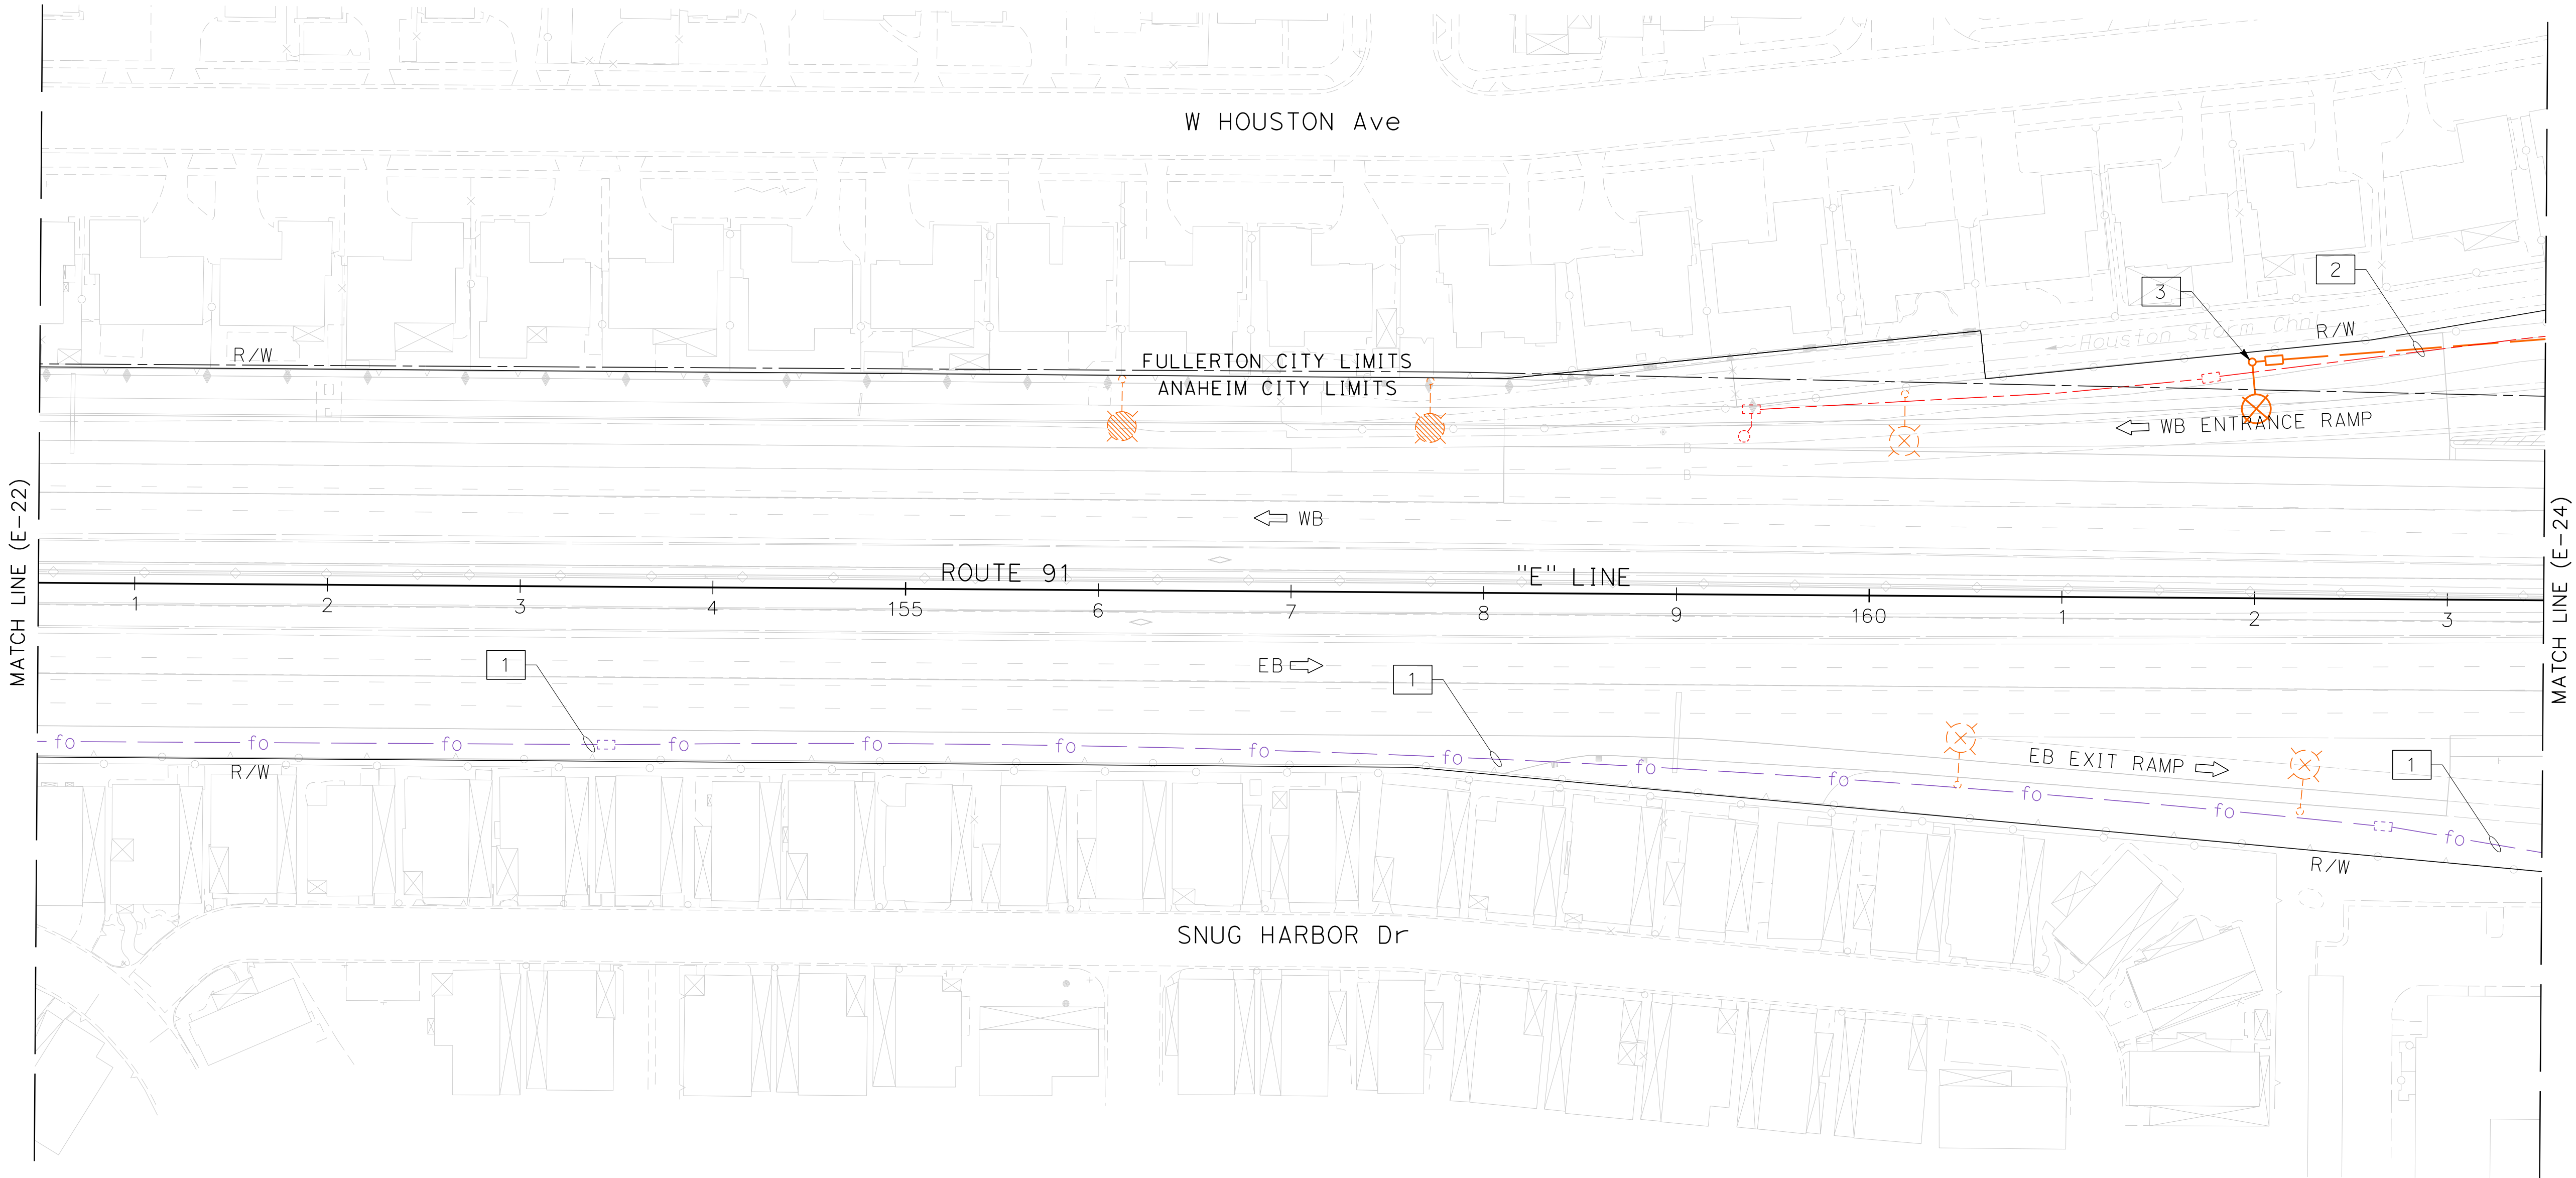 W HOUSTON Ave
2
3
R/W
Houston Storm Chnl
R/W
FULLERTON CITY LIMITS
ANAHEIM CITY LIMITS
WB ENTRANCE RAMP
MATCH LINE (E-22)
MATCH LINE (E-24)
WB
ROUTE 91
"E" LINE
1
2
3
4
155
6
7
8
9
160
1
2
3
1
EB
1
EB EXIT RAMP
1
fo
fo
fo
fo
fo
fo
fo
fo
fo
fo
fo
fo
fo
R/W
R/W
SNUG HARBOR Dr